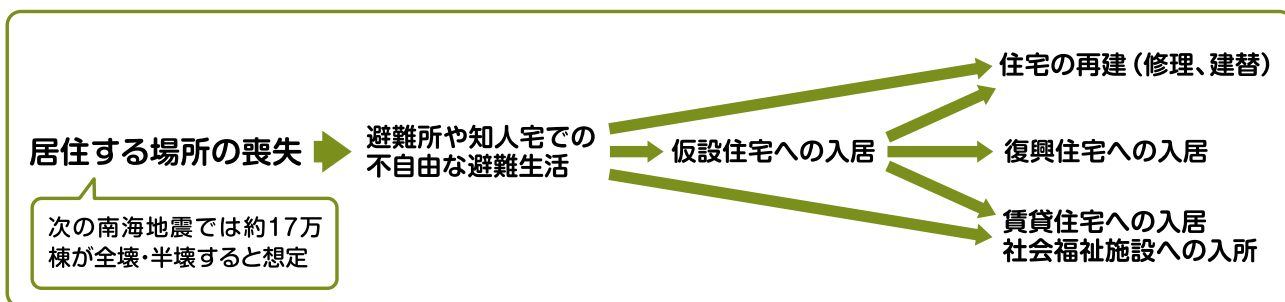 居住する場所の喪失
次の南海地震では約17万
棟が全壊・半壊すると想定
避難所や知人宅での
不自由な避難生活
仮設住宅への入居
住宅の再建（修理、建替）
復興住宅への入居
賃貸住宅への入居
社会福祉施設への入所